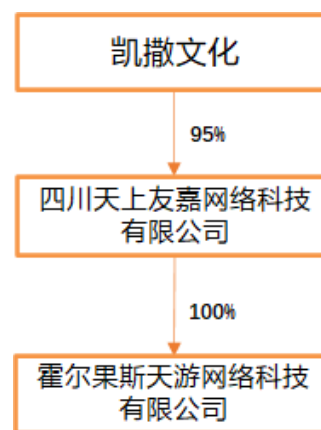 凯撒文化
95%
四川天上友嘉网络科技
有限公司
100%
霍尔果斯天游网络科技
有限公司